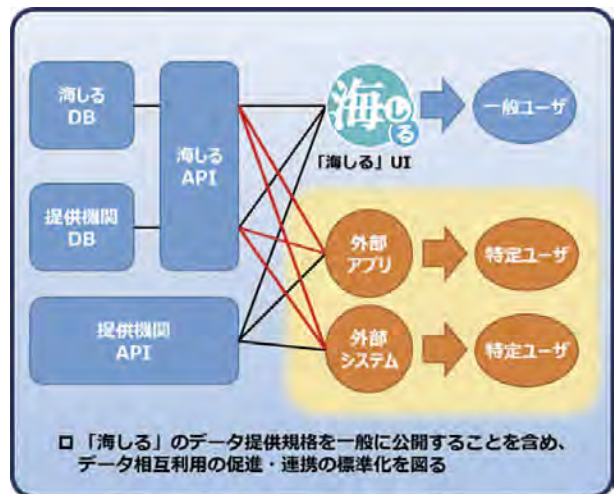 海しる
DB
提供機関
DB
海しる
API
提供機関
API
海しる
「海しる」UI
一般ユーザ
外部
アプリ
特定ユーザ
外部
システム
特定ユーザ
□「海しる」のデータ提供規格を一般に公開することを含め、
データ相互利用の促進・連携の標準化を図る